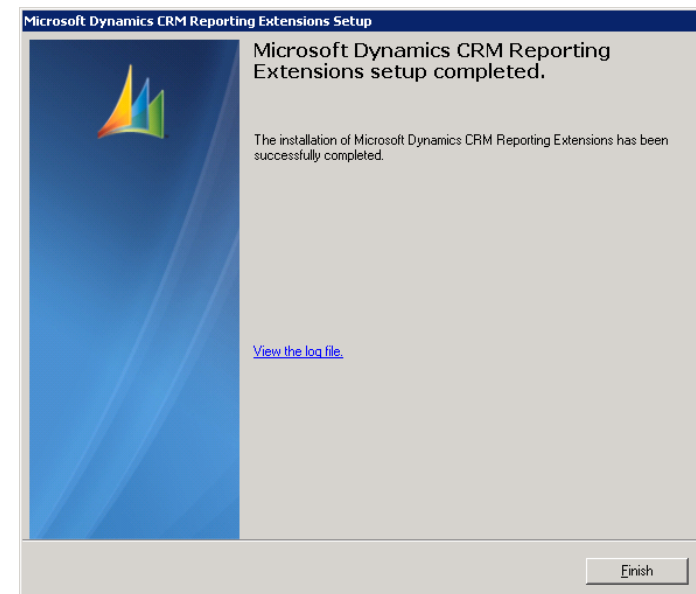 Microsoft Dynamics CRM Reporting Extensions Setup
Microsoft Dynamics CRM Reporting
Extensions setup completed.
The installation of Microsoft Dynamics CRM Reporting Extensions has been
successfully completed.
View the log file.
Finish